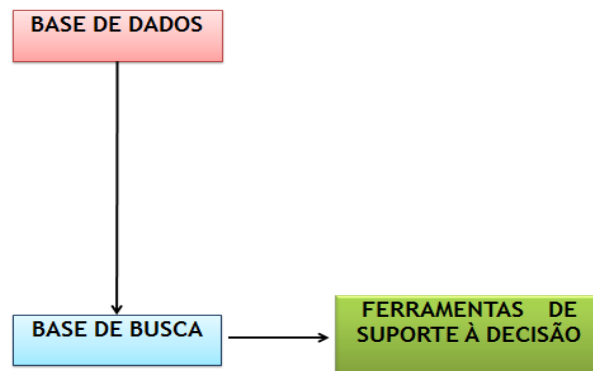 BASE DE DADOS
BASE DE BUSCA
FERRAMENTAS DE
SUPORTE À DECISÃO